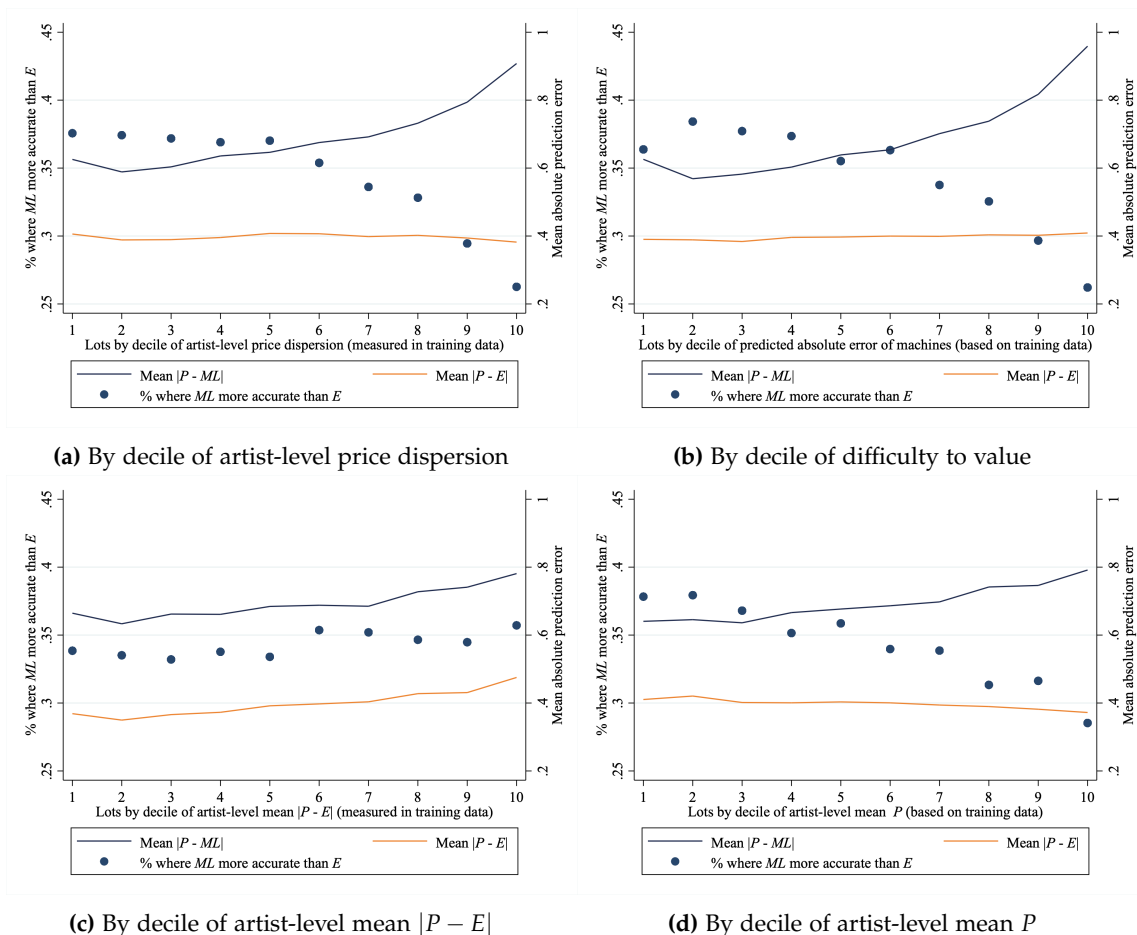 .45
.4
.35
.3
.25
% where ML more accurate than E
1
.8
.6
.4
.2
Mean absolute prediction error
1 2 3 4 5 6 7 8 9 10
Lots by decile of artist-level price dispersion (measured in training data)
Mean |P - ML|
Mean |P - E|
% where ML more accurate than E
(a) By decile of artist-level price dispersion
.45
.4
.35
.3
.25
% where ML more accurate than E
1
.8
.6
.4
.2
Mean absolute prediction error
1 2 3 4 5 6 7 8 9 10
Lots by decile of predicted absolute error of machines (based on training data)
Mean |P - ML|
Mean |P - E|
% where ML more accurate than E
(b) By decile of difficulty to value
.45
.4
.35
.3
.25
% where ML more accurate than E
1
.8
.6
.4
.2
Mean absolute prediction error
1 2 3 4 5 6 7 8 9 10
Lots by decile of artist-level mean |P - E| (measured in training data)
Mean |P - ML|
Mean |P - E|
% where ML more accurate than E
(c) By decile of artist-level mean |P − E|
.45
.4
.35
.3
.25
% where ML more accurate than E
1
.8
.6
.4
.2
Mean absolute prediction error
1 2 3 4 5 6 7 8 9 10
Lots by decile of artist-level mean P (based on training data)
Mean |P - ML|
Mean |P - E|
% where ML more accurate than E
(d) By decile of artist-level mean P